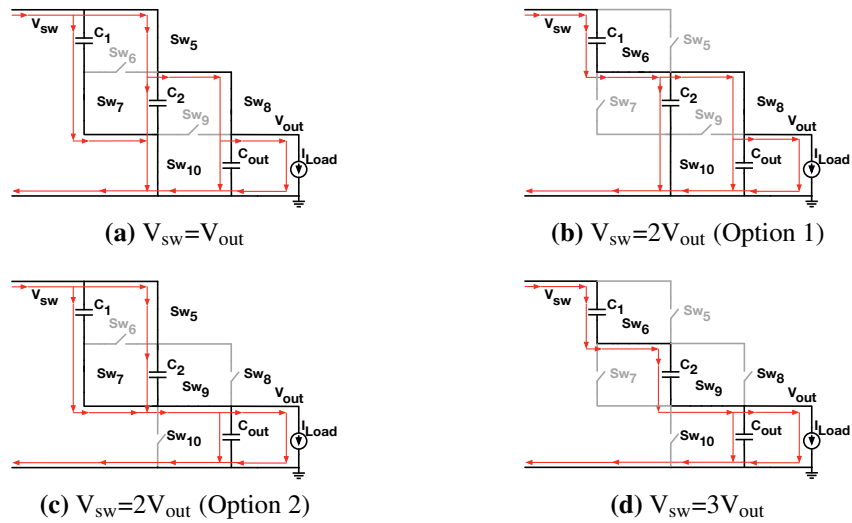 Vsw
C1
Sw5
Sw6
Sw7
C2
Sw8
Sw9
Vout
Sw10
Cout
ILoad
(a) Vsw=Vout
Vsw
C1
Sw6
Sw5
Sw7
C2
Sw8
Sw9
Vout
Sw10
Cout
ILoad
(b) Vsw=2Vout (Option 1)
Vsw
C1
Sw5
Sw6
Sw7
C2
Sw9
Sw8
Vout
Sw10
Cout
ILoad
(c) Vsw=2Vout (Option 2)
Vsw
C1
Sw6
Sw5
Sw7
C2
Sw9
Sw8
Vout
Sw10
Cout
ILoad
(d) Vsw=3Vout